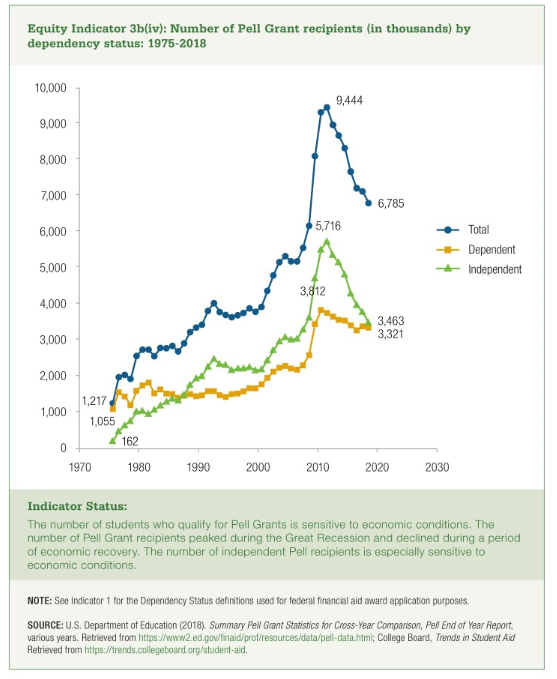 Equity Indicator 3b(iv): Number of Pell Grant recipients (in thousands) by
dependency status: 1975-2018
10,000
9,000
8,000
7,000
6,000
5,000
4,000
3,000
2,000
1,000
0
1970
1980
1990
2000
2010
2020
2030
9,444
6,785
5,716
3,812
3,463
3,321
1,217
1,055
162
Total
Dependent
Independent
Indicator Status:
The number of students who qualify for Pell Grants is sensitive to economic conditions. The
number of Pell Grant recipients peaked during the Great Recession and declined during a period
of economic recovery. The number of independent Pell recipients is especially sensitive to
economic conditions.
NOTE: See Indicator 1 for the Dependency Status definitions used for federal financial aid award application purposes.
SOURCE: U.S. Department of Education (2018). Summary Pell Grant Statistics for Cross-Year Comparison, Pell End of Year Report,
various years. Retrieved from https://www2.ed.gov/finaid/prof/resources/data/pell-data.html; College Board, Trends in Student Aid
Retrieved from https://trends.collegeboard.org/student-aid.